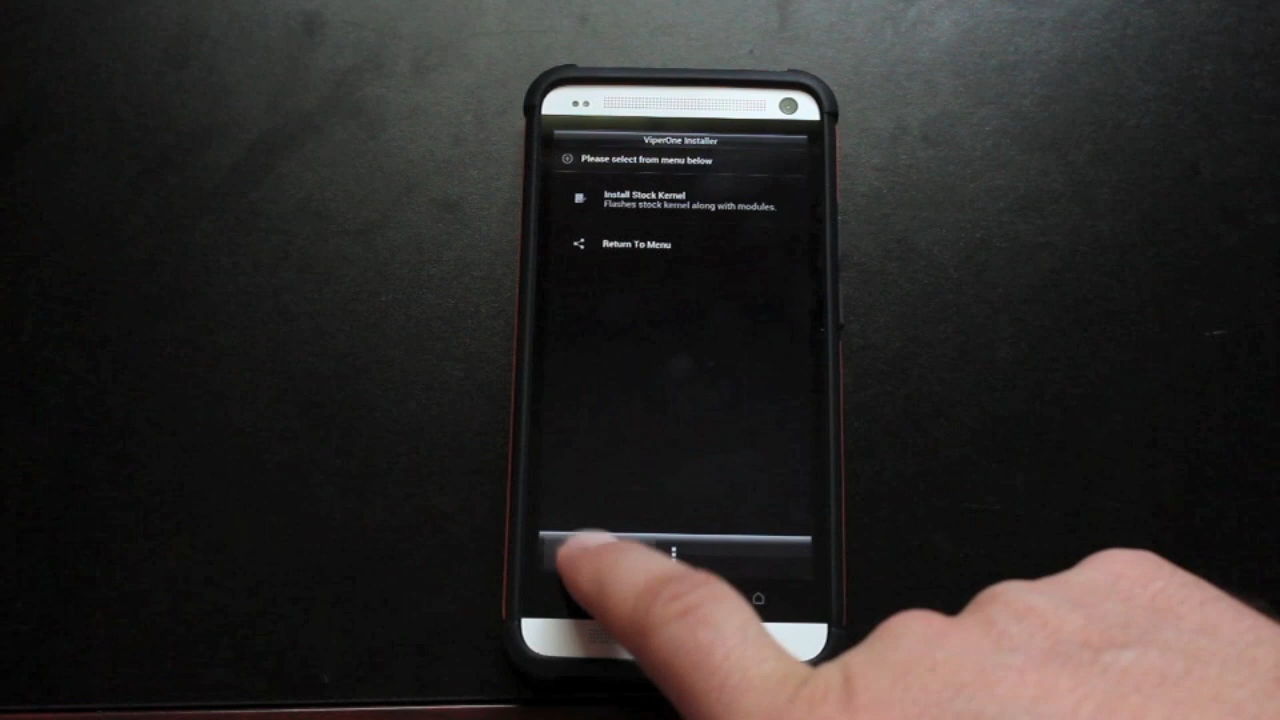 ViperOne Installer
Please select from menu below
Install Stock Kernel
Flashes stock kernel along with modules.
Return To Menu